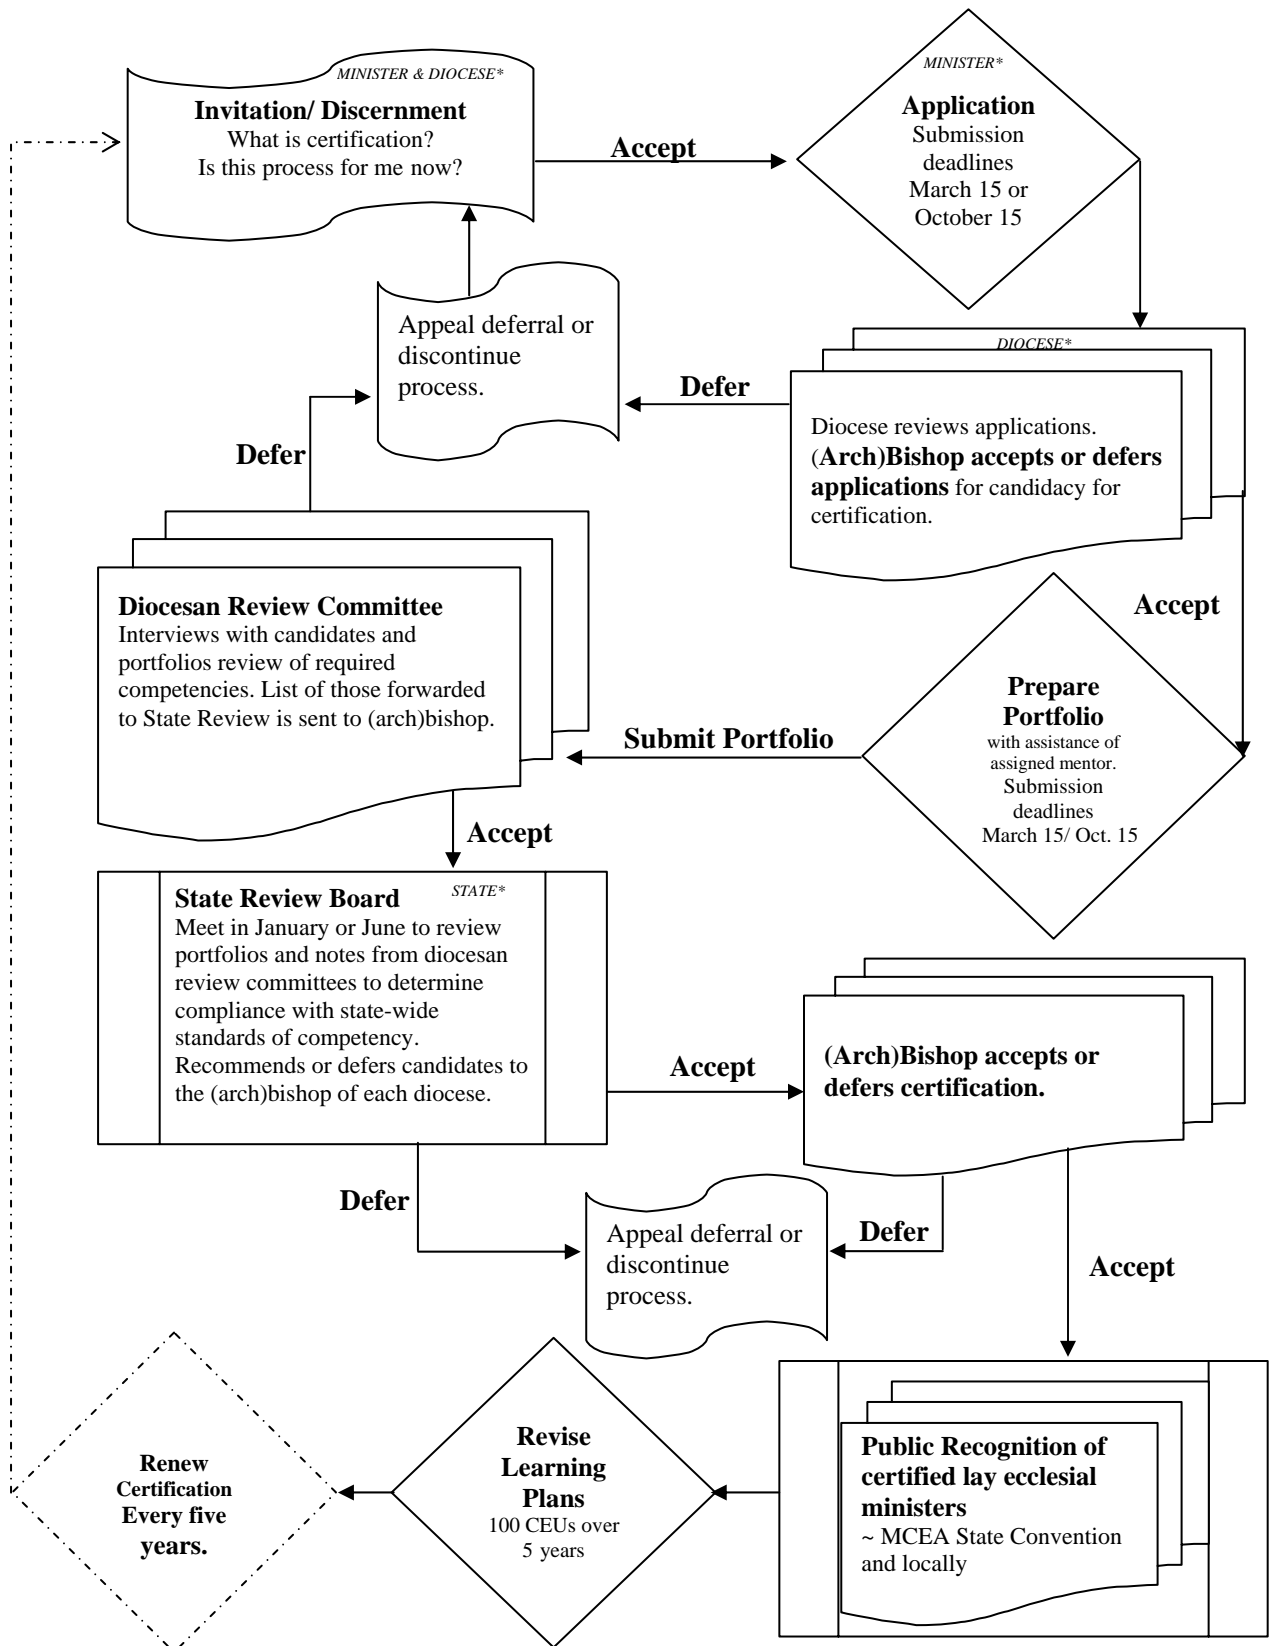 MINISTER & DIOCESE*
Invitation/ Discernment
What is certification?
Is this process for me now?
Accept
MINISTER*
Application
Submission
deadlines
March 15 or
October 15
Appeal deferral or
discontinue
process.
Defer
DIOCESE*
Diocese reviews applications.
(Arch)Bishop accepts or defers
applications for candidacy for
certification.
Defer
Accept
Diocesan Review Committee
Interviews with candidates and
portfolios review of required
competencies. List of those forwarded
to State Review is sent to (arch)bishop.
Submit Portfolio
Prepare
Portfolio
with assistance of
assigned mentor.
Submission
deadlines
March 15/ Oct. 15
Accept
State Review Board
STATE*
Meet in January or June to review
portfolios and notes from diocesan
review committees to determine
compliance with state-wide
standards of competency.
Recommends or defers candidates to
the (arch)bishop of each diocese.
Accept
(Arch)Bishop accepts or
defers certification.
Defer
Appeal deferral or
discontinue
process.
Defer
Accept
Renew
Certification
Every five
years.
Revise
Learning
Plans
100 CEUs over
5 years
Public Recognition of
certified lay ecclesial
ministers
~ MCEA State Convention
and locally